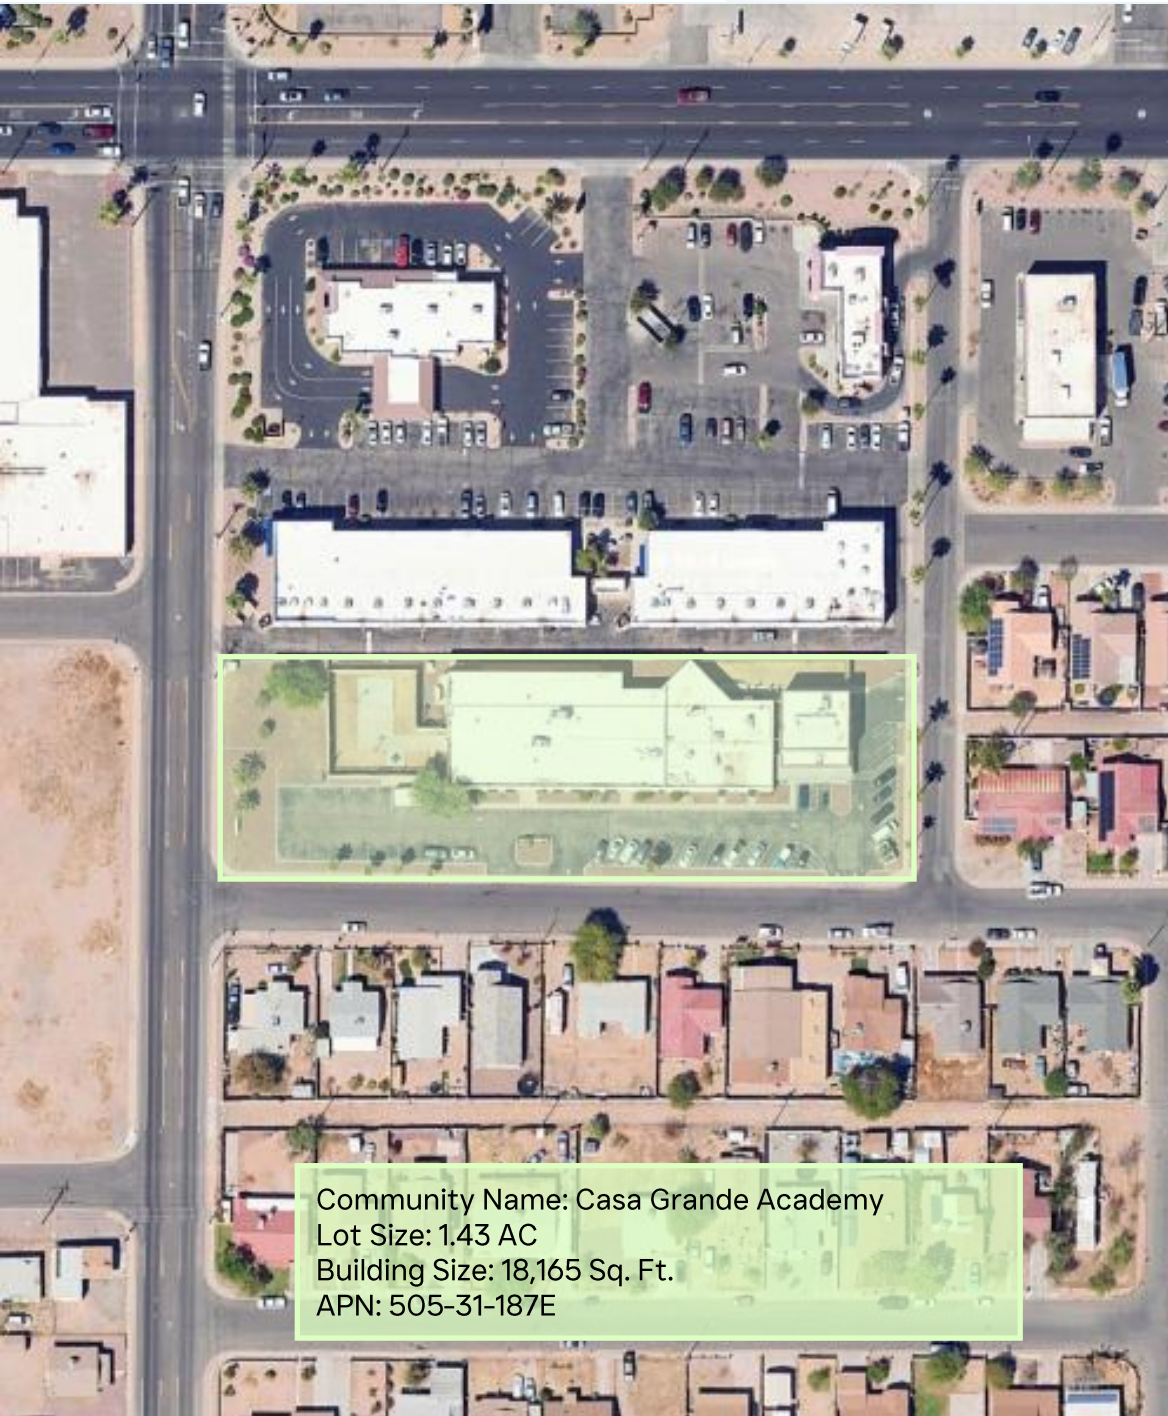 Community Name: Casa Grande Academy
Lot Size: 1.43 AC
Building Size: 18,165 Sq. Ft.
APN: 505-31-187E